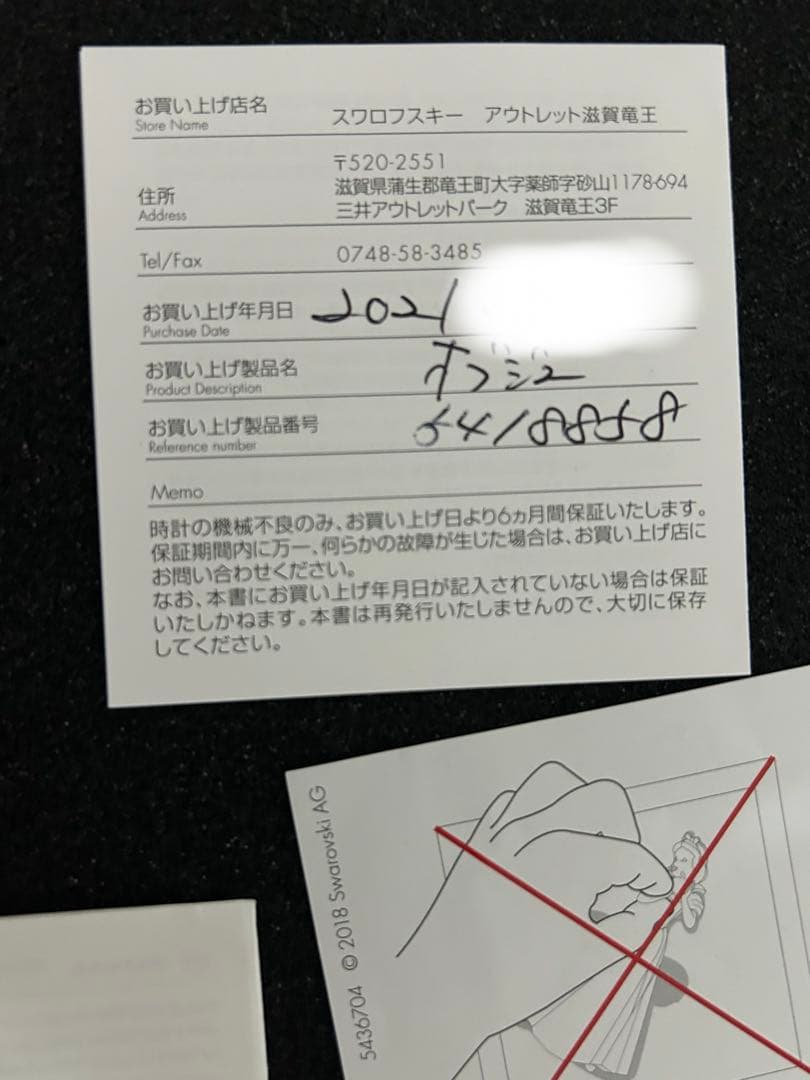 お買い上げ店名
Store Name
スワロフスキー　アウトレット滋賀竜王
〒520-2551
住所
Address
滋賀県蒲生郡竜王町大字薬師字砂山1178-694
三井アウトレットパーク　滋賀竜王3F
Tel/Fax
0748-58-3485
お買い上げ年月日
Purchase Date
2021
お買い上げ製品名
Product Description
オブジェ
お買い上げ製品番号
Reference number
5418858
Memo
時計の機械不良のみ、お買い上げ日より6ヵ月間保証いたします。
保証期間内に万一、何らかの故障が生じた場合は、お買い上げ店に
お問い合わせください。
なお、本書にお買い上げ年月日が記入されていない場合は保証
いたしかねます。本書は再発行いたしませんので、大切に保存
してください。
5436704 © 2018 Swarovski AG